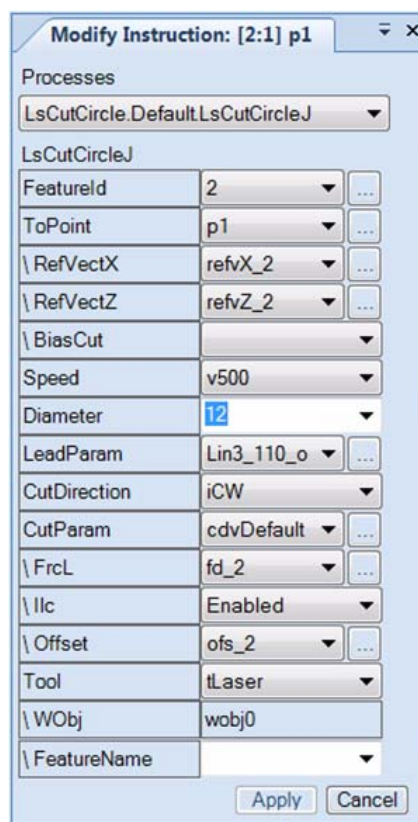 Modify Instruction: [2:1] p1
Processes
LsCutCircle.Default.LsCutCircleJ
LsCutCircleJ
FeatureId 2 ...
ToPoint p1 ...
\ RefVectX refvX_2 ...
\ RefVectZ refvZ_2 ...
\ BiasCut
Speed v500
Diameter 12
LeadParam Lin3_110_o ...
CutDirection iCW
CutParam cdvDefault ...
\ FrcL fd_2 ...
\ Ilc Enabled
\ Offset ofs_2 ...
Tool tLaser
\ WObj wobj0
\ FeatureName
Apply Cancel